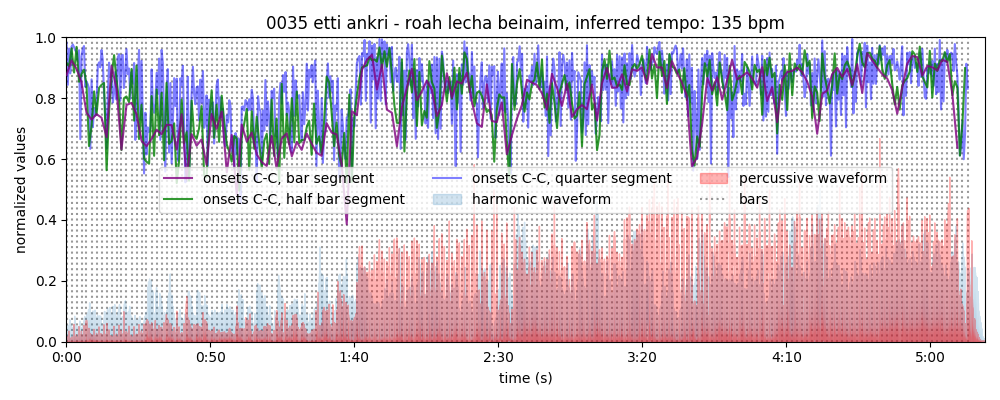 0035 etti ankri - roah lecha beinaim, inferred tempo: 135 bpm
normalized values
1.0
0.8
0.6
0.4
0.2
0.0
onsets C-C, bar segment
onsets C-C, half bar segment
onsets C-C, quarter segment
harmonic waveform
percussive waveform
bars
0:00 0:50 1:40 2:30 3:20 4:10 5:00
time (s)